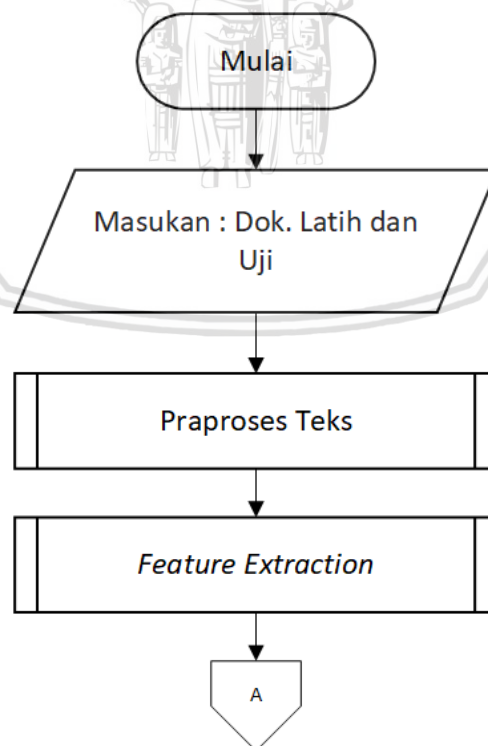 Mulai
Masukan : Dok. Latih dan
Uji
Praproses Teks
Feature Extraction
A